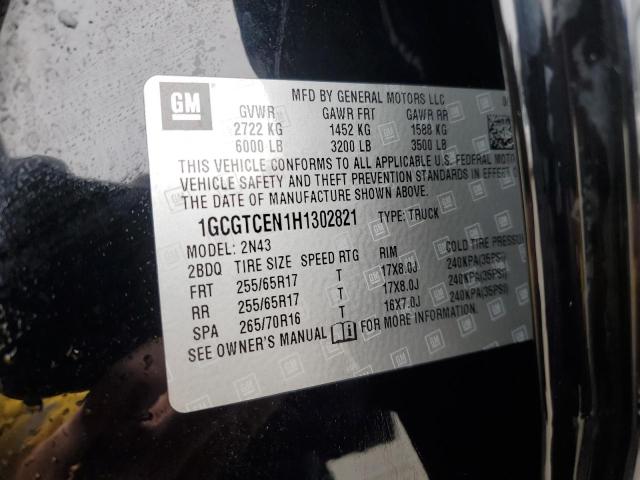 GM
MFD BY GENERAL MOTORS LLC
GVWR GAWR FRT GAWR RR
2722 KG 1452 KG 1588 KG
6000 LB 3200 LB 3500 LB
THIS VEHICLE CONFORMS TO ALL APPLICABLE U.S. FEDERAL
VEHICLE SAFETY AND THEFT PREVENTION STANDARDS IN EFFECT
THE DATE OF MANUFACTURE SHOWN ABOVE.
1GCGTCEN1H1302821 TYPE: TRUCK
MODEL: 2N43
2BDQ TIRE SIZE SPEED RTG RIM COLD TIRE PRESSURE
FRT 255/65R17 T 17X8.0J 240KPA(35PSI)
RR 255/65R17 T 17X8.0J 240KPA(35PSI)
SPA 265/70R16 T 16X7.0J 240KPA(35PSI)
SEE OWNER'S MANUAL FOR MORE INFORMATION.